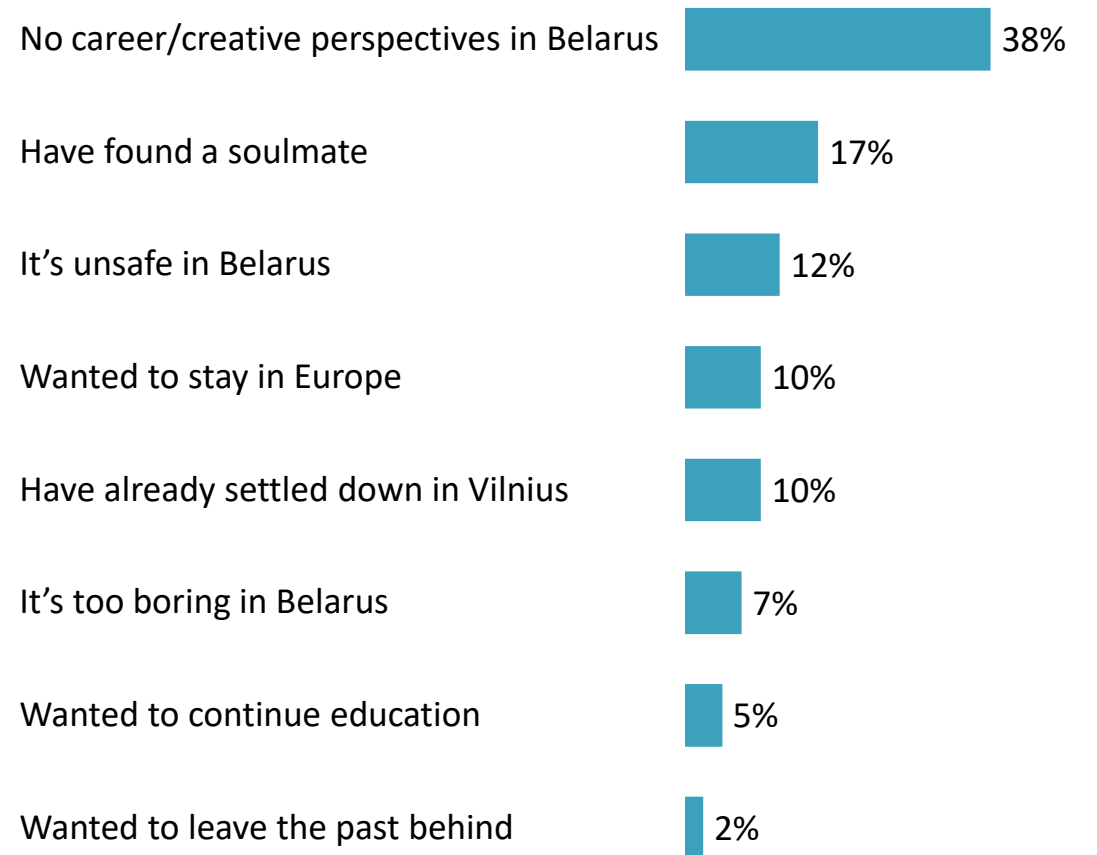 No career/creative perspectives in Belarus 38%
Have found a soulmate 17%
It’s unsafe in Belarus 12%
Wanted to stay in Europe 10%
Have already settled down in Vilnius 10%
It’s too boring in Belarus 7%
Wanted to continue education 5%
Wanted to leave the past behind 2%